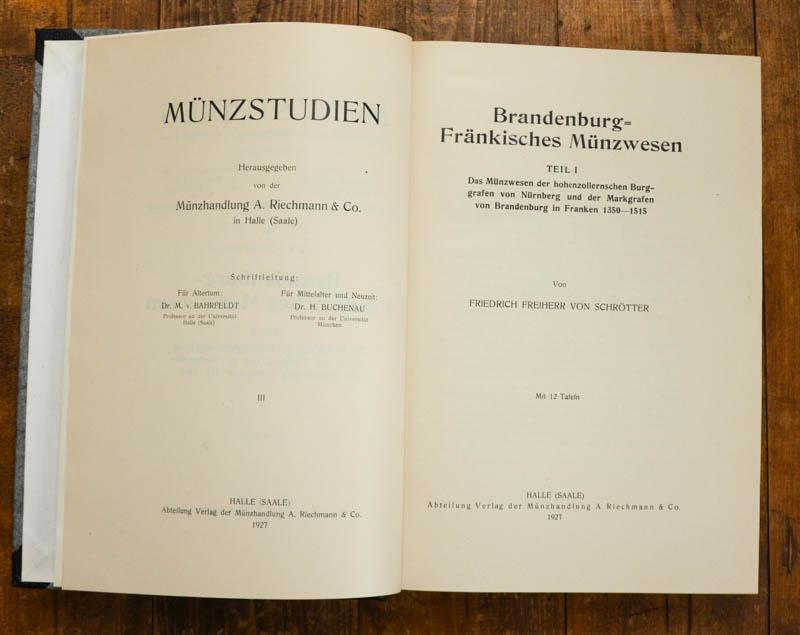 MÜNZSTUDIEN
Herausgegeben
von der
Münzhandlung A. Riechmann & Co.
in Halle (Saale)
Schriftleitung:
Für Altertum:
Dr. M. v. BAHRFELDT
Professor an der Universität
Halle (Saale)
Für Mittelalter und Neuzeit:
Dr. H. BUCHENAU
Professor an der Universität
München
III
HALLE (SAALE)
Abteilung Verlag der Münzhandlung A. Riechmann & Co.
1927
Brandenburg=
Fränkisches Münzwesen
TEIL I
Das Münzwesen der hohenzollernschen Burg-
grafen von Nürnberg und der Markgrafen
von Brandenburg in Franken 1350—1515
Von
FRIEDRICH FREIHERR VON SCHRÖTTER
Mit 12 Tafeln
HALLE (SAALE)
Abteilung Verlag der Münzhandlung A. Riechmann & Co.
1927